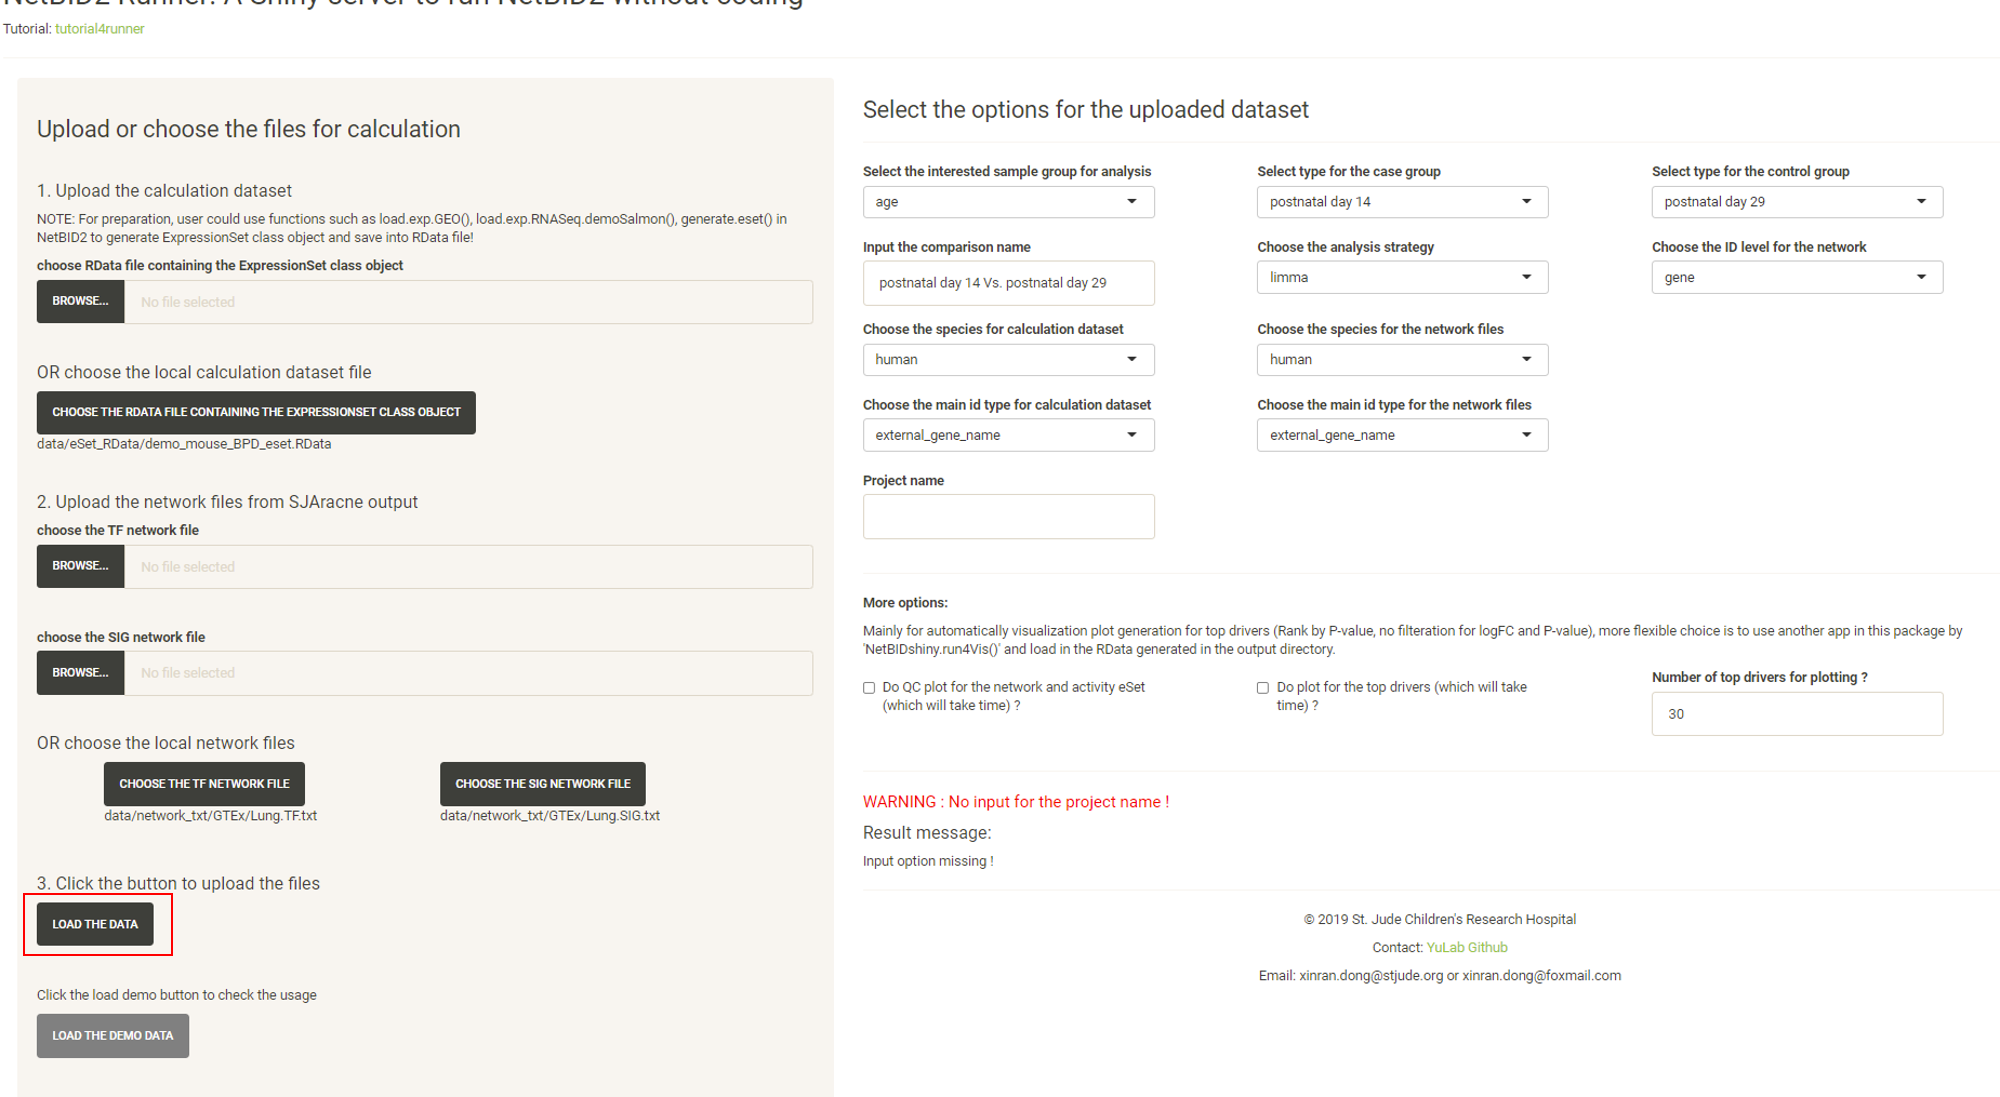 NetBID2 Runner: A Shiny server to run NetBID2 without coding
Tutorial: tutorial4runner
Upload or choose the files for calculation
1. Upload the calculation dataset
NOTE: For preparation, user could use functions such as load.exp.GEO(), load.exp.RNASeq.demoSalmon(), generate.eset() in
NetBID2 to generate ExpressionSet class object and save into RData file!
choose RData file containing the ExpressionSet class object
BROWSE... No file selected
OR choose the local calculation dataset file
CHOOSE THE RDATA FILE CONTAINING THE EXPRESSIONSET CLASS OBJECT
data/eSet_RData/demo_mouse_BPD_eset.RData
2. Upload the network files from SJAracne output
choose the TF network file
BROWSE... No file selected
choose the SIG network file
BROWSE... No file selected
OR choose the local network files
CHOOSE THE TF NETWORK FILE CHOOSE THE SIG NETWORK FILE
data/network_txt/GTEx/Lung.TF.txt data/network_txt/GTEx/Lung.SIG.txt
3. Click the button to upload the files
LOAD THE DATA
Click the load demo button to check the usage
LOAD THE DEMO DATA
Select the options for the uploaded dataset
Select the interested sample group for analysis Select type for the case group Select type for the control group
age postnatal day 14 postnatal day 29
Input the comparison name Choose the analysis strategy Choose the ID level for the network
postnatal day 14 Vs. postnatal day 29 limma gene
Choose the species for calculation dataset Choose the species for the network files
human human
Choose the main id type for calculation dataset Choose the main id type for the network files
external_gene_name external_gene_name
Project name
More options:
Mainly for automatically visualization plot generation for top drivers (Rank by P-value, no filteration for logFC and P-value), more flexible choice is to use another app in this package by
'NetBIDshiny.run4Vis()' and load in the RData generated in the output directory.
Do QC plot for the network and activity eSet Do plot for the top drivers (which will take Number of top drivers for plotting ?
(which will take time) ? time) ? 30
WARNING : No input for the project name !
Result message:
Input option missing !
© 2019 St. Jude Children's Research Hospital
Contact: YuLab Github
Email: xinran.dong@stjude.org or xinran.dong@foxmail.com